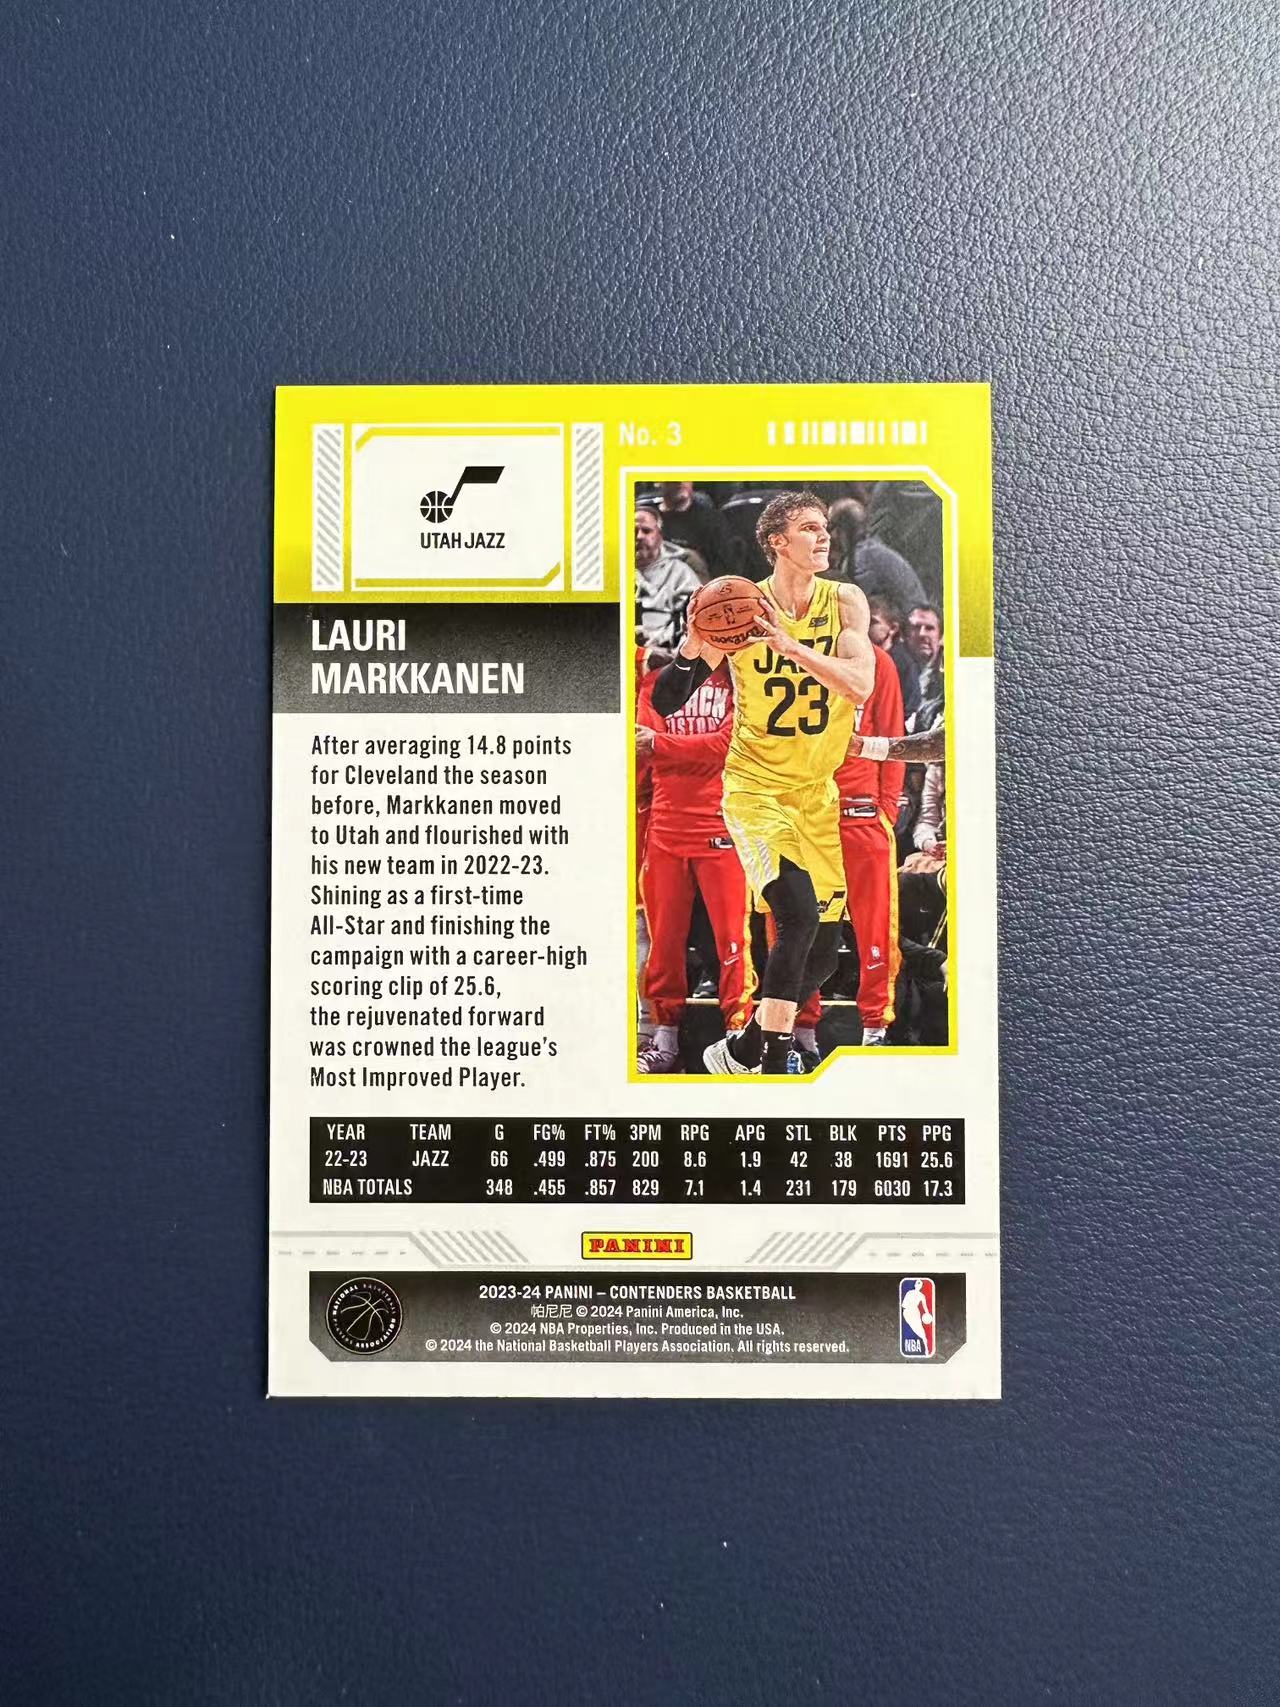 No. 3
UTAH JAZZ
LAURI
MARKKANEN
After averaging 14.8 points
for Cleveland the season
before, Markkanen moved
to Utah and flourished with
his new team in 2022-23.
Shining as a first-time
All-Star and finishing the
campaign with a career-high
scoring clip of 25.6,
the rejuvenated forward
was crowned the league's
Most Improved Player.
JAZZ
23
YEAR TEAM G FG% FT% 3PM RPG APG STL BLK PTS PPG
22-23 JAZZ 66 .499 .875 200 8.6 1.9 42 38 1691 25.6
NBA TOTALS 348 .455 .857 829 7.1 1.4 231 179 6030 17.3
PANINI
2023-24 PANINI – CONTENDERS BASKETBALL
帕尼尼 © 2024 Panini America, Inc.
© 2024 NBA Properties, Inc. Produced in the USA.
© 2024 the National Basketball Players Association. All rights reserved.
NATIONAL BASKETBALL PLAYERS ASSOCIATION
NBA